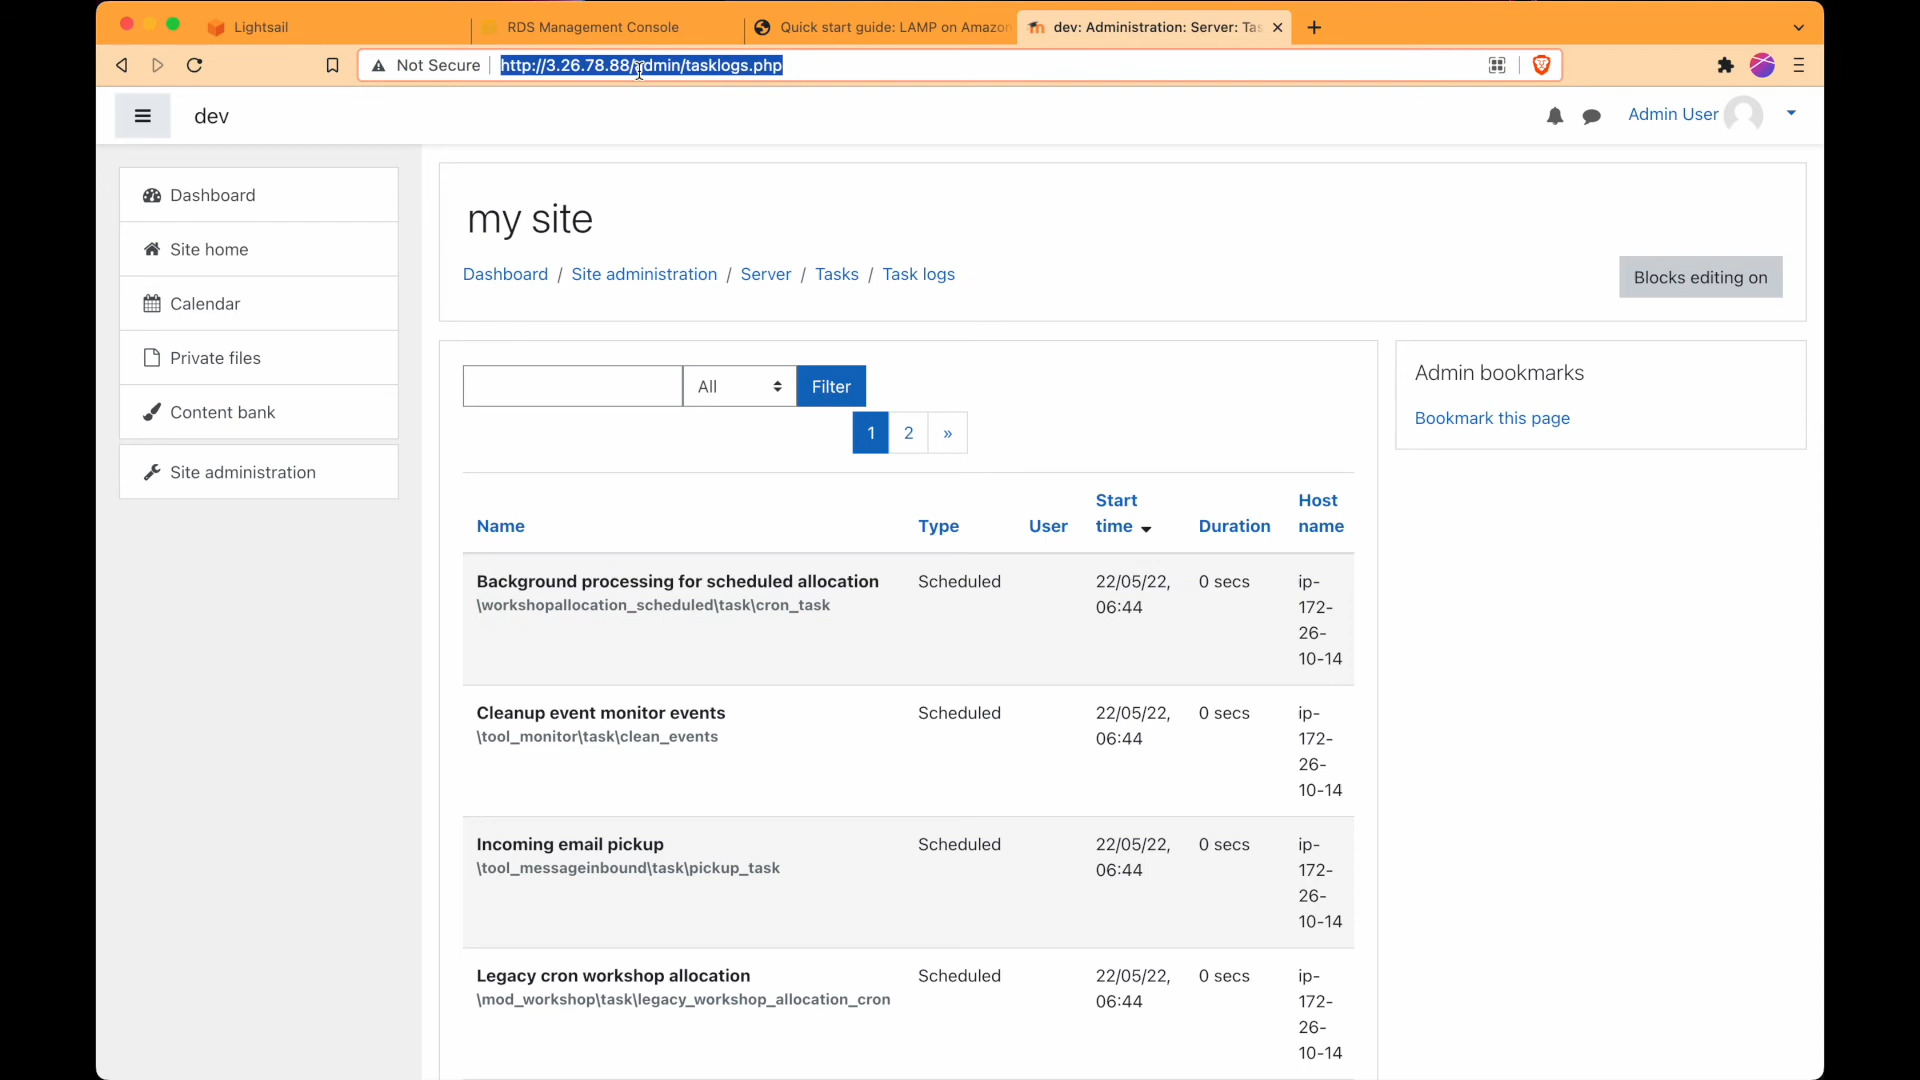 Lightsail
RDS Management Console
Quick start guide: LAMP on Amazon
dev: Administration: Server: Tas
Not Secure
http://3.26.78.88/admin/tasklogs.php
dev
Admin User
Dashboard
Site home
Calendar
Private files
Content bank
Site administration
my site
Dashboard / Site administration / Server / Tasks / Task logs
Blocks editing on
All
Filter
1 2 »
Admin bookmarks
Bookmark this page
Name
Type
User
Start
time
Duration
Host
name
Background processing for scheduled allocation
\workshopallocation_scheduled\task\cron_task
Scheduled
22/05/22,
06:44
0 secs
ip-
172-
26-
10-14
Cleanup event monitor events
\tool_monitor\task\clean_events
Scheduled
22/05/22,
06:44
0 secs
ip-
172-
26-
10-14
Incoming email pickup
\tool_messageinbound\task\pickup_task
Scheduled
22/05/22,
06:44
0 secs
ip-
172-
26-
10-14
Legacy cron workshop allocation
\mod_workshop\task\legacy_workshop_allocation_cron
Scheduled
22/05/22,
06:44
0 secs
ip-
172-
26-
10-14